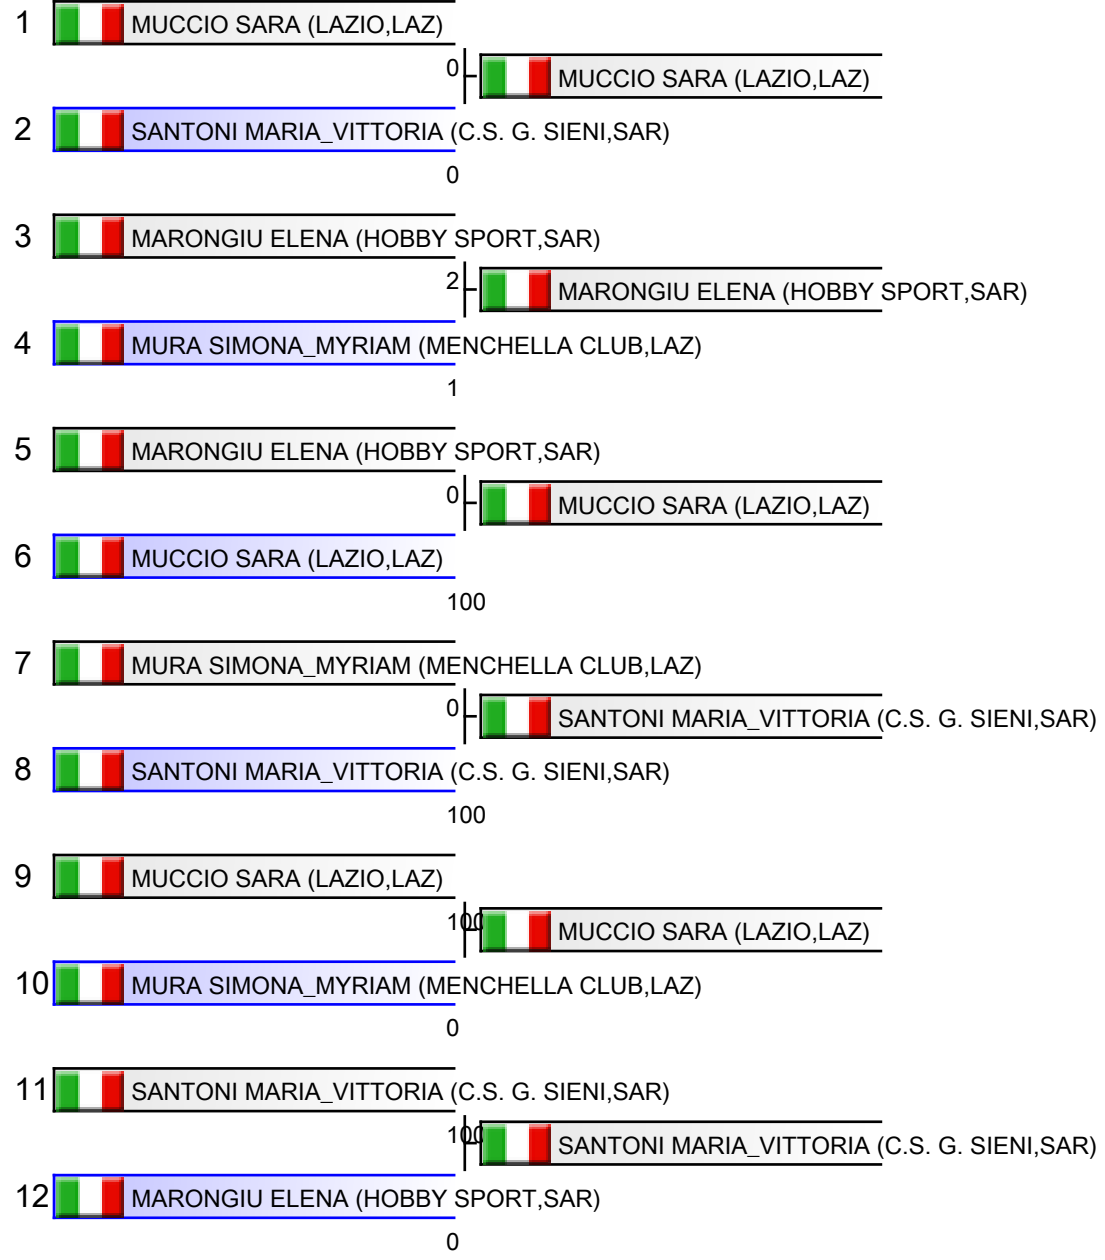 1 MUCCIO SARA (LAZIO,LAZ)
0 MUCCIO SARA (LAZIO,LAZ)
2 SANTONI MARIA_VITTORIA (C.S. G. SIENI,SAR)
0
3 MARONGIU ELENA (HOBBY SPORT,SAR)
2 MARONGIU ELENA (HOBBY SPORT,SAR)
4 MURA SIMONA_MYRIAM (MENCHELLA CLUB,LAZ)
1
5 MARONGIU ELENA (HOBBY SPORT,SAR)
0 MUCCIO SARA (LAZIO,LAZ)
6 MUCCIO SARA (LAZIO,LAZ)
100
7 MURA SIMONA_MYRIAM (MENCHELLA CLUB,LAZ)
0 SANTONI MARIA_VITTORIA (C.S. G. SIENI,SAR)
8 SANTONI MARIA_VITTORIA (C.S. G. SIENI,SAR)
100
9 MUCCIO SARA (LAZIO,LAZ)
100 MUCCIO SARA (LAZIO,LAZ)
10 MURA SIMONA_MYRIAM (MENCHELLA CLUB,LAZ)
0
11 SANTONI MARIA_VITTORIA (C.S. G. SIENI,SAR)
100 SANTONI MARIA_VITTORIA (C.S. G. SIENI,SAR)
12 MARONGIU ELENA (HOBBY SPORT,SAR)
0